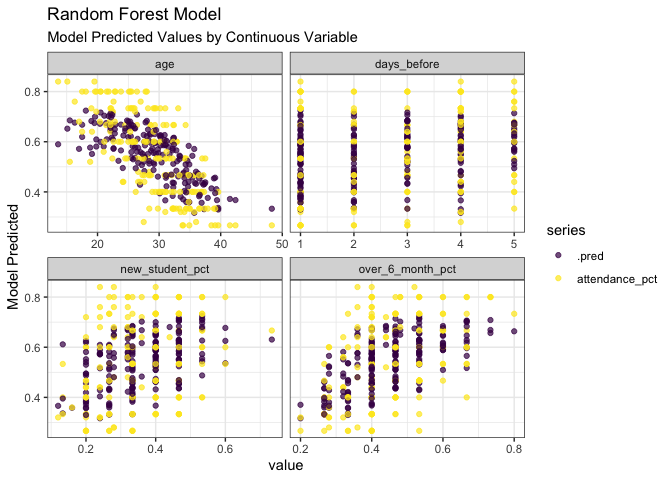 Random Forest Model
Model Predicted Values by Continuous Variable
age
days_before
0.8
0.6
0.4
20
30
40
50
1
2
3
4
5
Model Predicted
new_student_pct
over_6_month_pct
0.8
0.6
0.4
0.2
0.4
0.6
0.2
0.4
0.6
0.8
value
series
.pred
attendance_pct